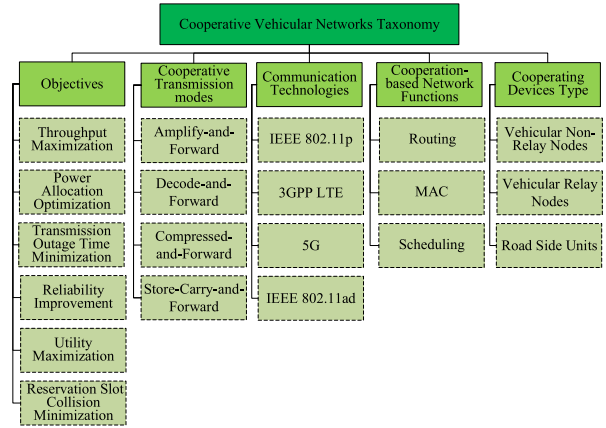 Cooperative Vehicular Networks Taxonomy
Objectives
Throughput
Maximization
Power
Allocation
Optimization
Transmission
Outage Time
Minimization
Reliability
Improvement
Utility
Maximization
Reservation Slot
Collision
Minimization
Cooperative
Transmission
modes
Amplify-and-
Forward
Decode-and-
Forward
Compressed-
and-Forward
Store-Carry-and-
Forward
Communication
Technologies
IEEE 802.11p
3GPP LTE
5G
IEEE 802.11ad
Cooperation-
based Network
Functions
Routing
MAC
Scheduling
Cooperating
Devices Type
Vehicular Non-
Relay Nodes
Vehicular Relay
Nodes
Road Side Units